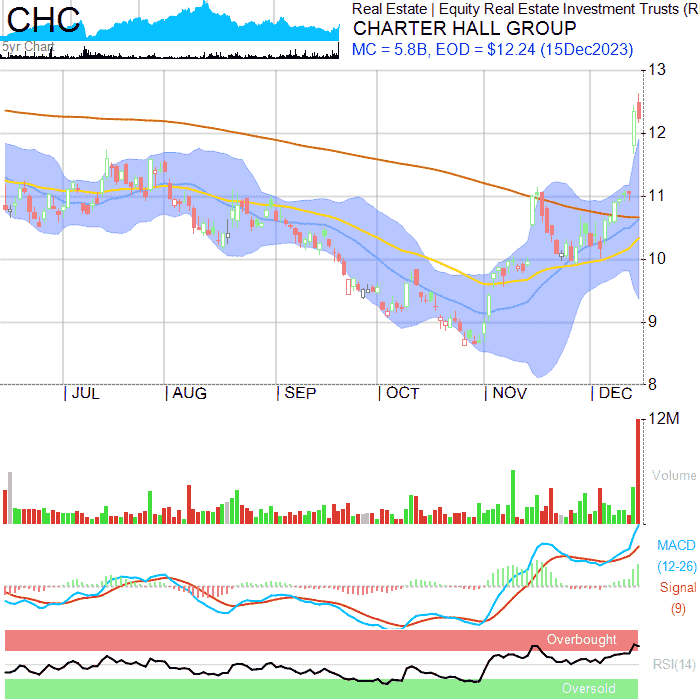 CHC
5yr Chart
Real Estate | Equity Real Estate Investment Trusts (R
CHARTER HALL GROUP
MC = 5.8B, EOD = $12.24 (15Dec2023)
13
12
11
10
9
8
JUL
AUG
SEP
OCT
NOV
DEC
12M
Volume
MACD
(12-26)
Signal
(9)
Overbought
RSI(14)
Oversold